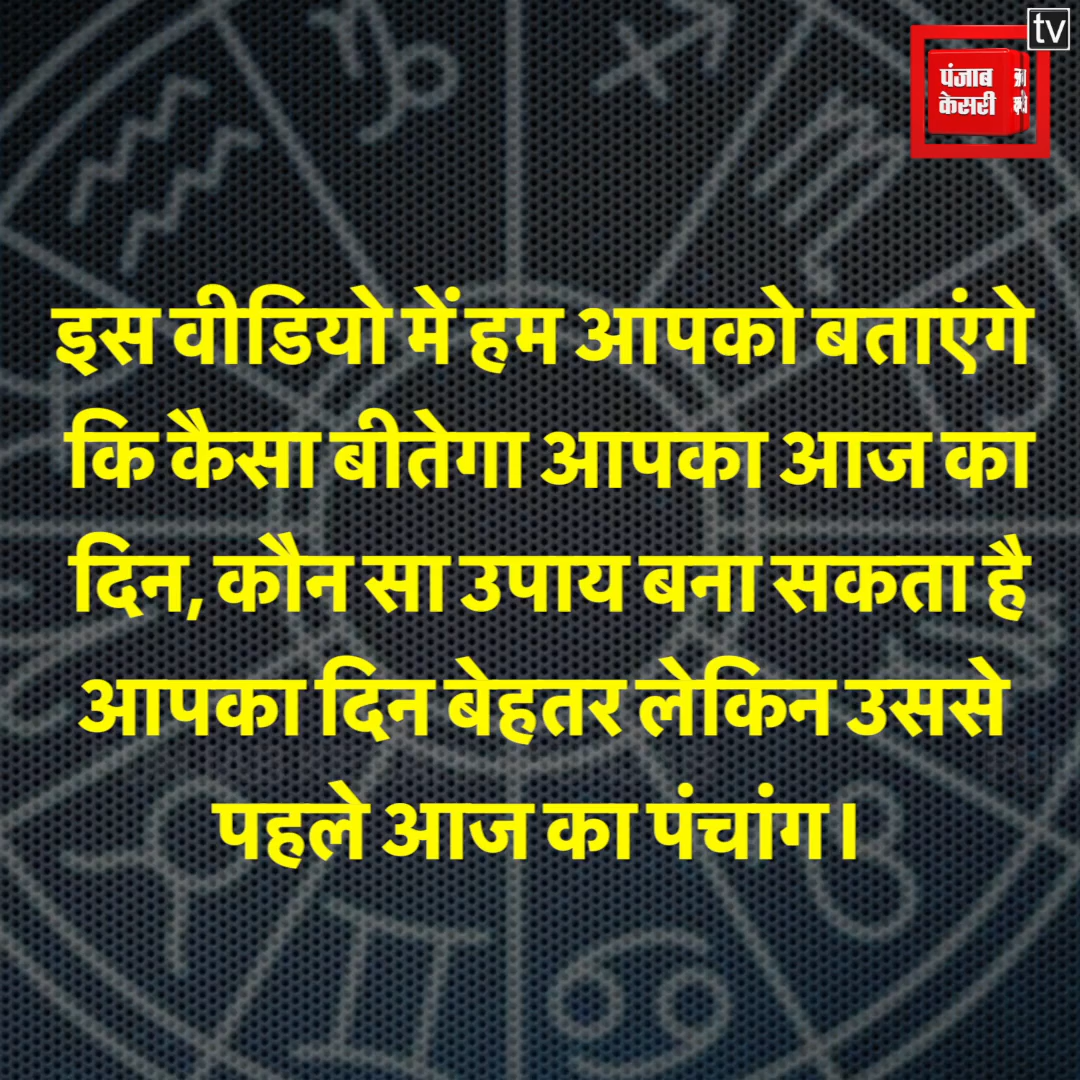 tv
पंजाब
केसरी
इस वीडियो में हम आपको बताएंगे
कि कैसा बीतेगा आपका आज का
दिन, कौन सा उपाय बना सकता है
आपका दिन बेहतर लेकिन उससे
पहले आज का पंचांग।